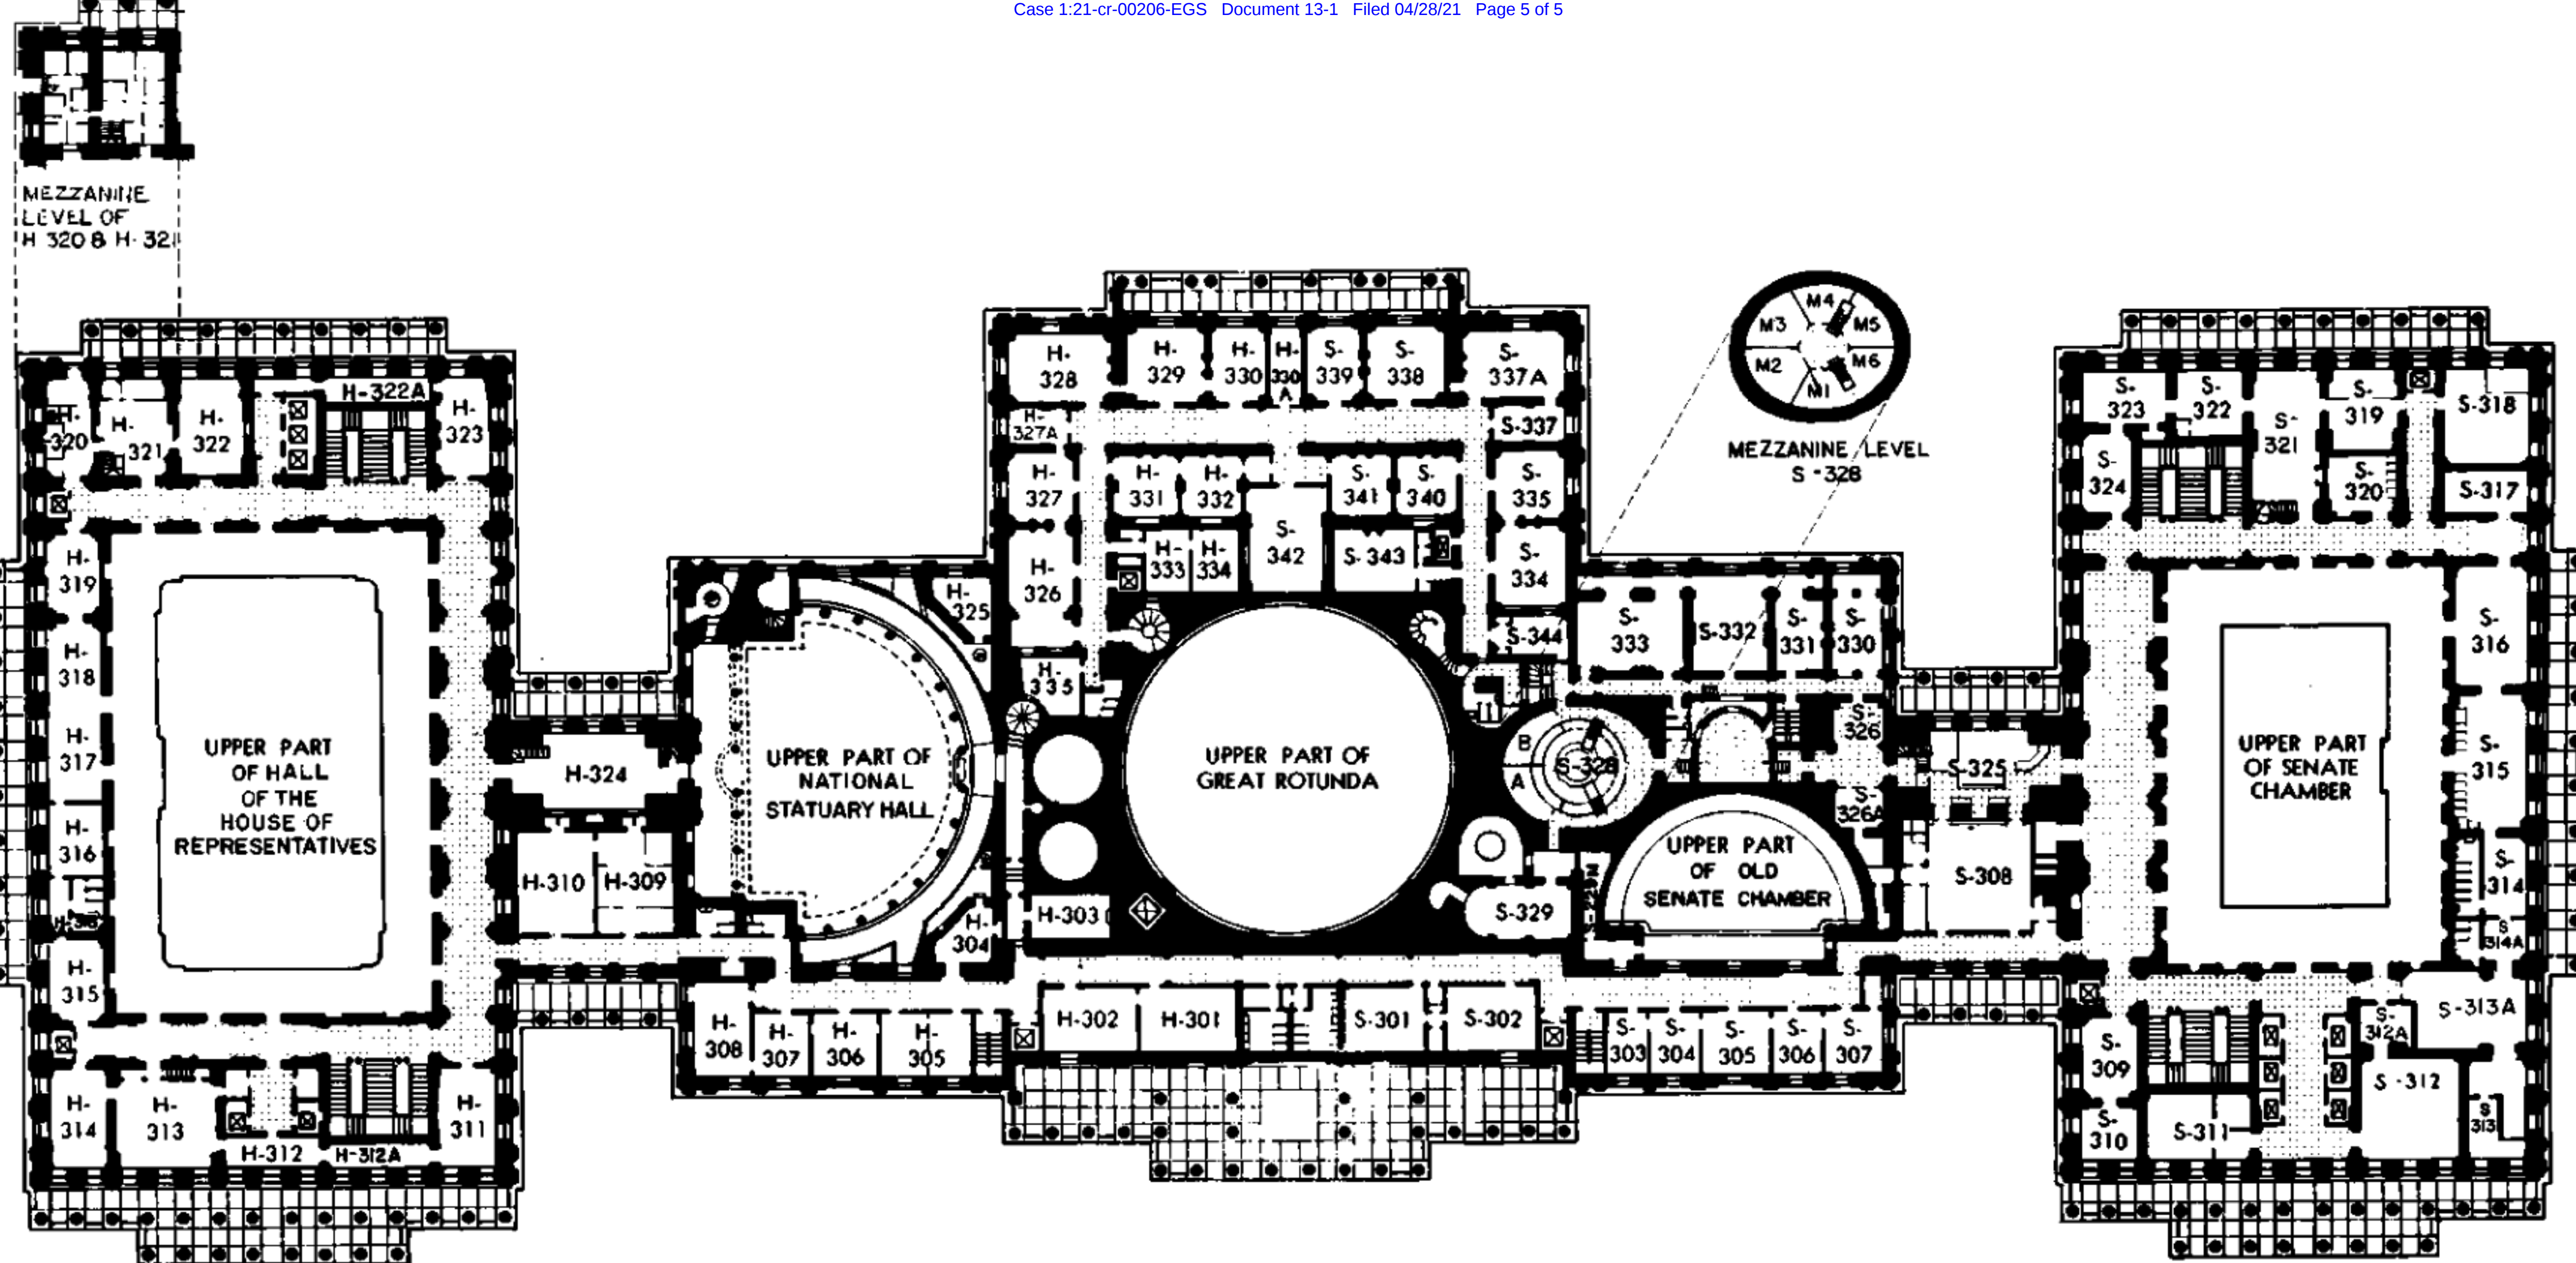 Case 1:21-cr-00206-EGS Document 13-1 Filed 04/28/21 Page 5 of 5
MEZZANINE
LEVEL OF
H 320 & H-321
H-
320
H-
321
H-
322
H-322A
H-
323
H-
319
H-
318
H-
317
H-
316
H-
315
H-
314
H-
313
H-312
H-312A
H-
311
UPPER PART
OF HALL
OF THE
HOUSE OF
REPRESENTATIVES
H-324
H-310
H-309
UPPER PART OF
NATIONAL
STATUARY HALL
H-
325
H-
304
H-
308
H-
307
H-
306
H-
305
H-
328
H-
329
H-
330
H-
330
A
S-
339
S-
338
S-
337A
H-
327A
S-337
H-
327
H-
331
H-
332
S-
341
S-
340
S-
335
H-
326
H-
333
H-
334
S-
342
S-343
S-
334
H-
335
S-344
UPPER PART OF
GREAT ROTUNDA
H-303
H-302
H-301
S-301
S-302
B
A
S-328
S-329
M4
M3
M5
M2
M6
M1
MEZZANINE LEVEL
S-328
S-
333
S-332
S-
331
S-
330
S-
326
S-
326A
UPPER PART
OF OLD
SENATE CHAMBER
S-
303
S-
304
S-
305
S-
306
S-
307
S-325
S-308
S-
323
S-
322
S-
321
S-
319
S-318
S-
324
S-
320
S-317
S-
316
S-
315
S-
314
S
314A
UPPER PART
OF SENATE
CHAMBER
S-313A
S-
312A
S-
309
S-312
S-
310
S-311
S
313